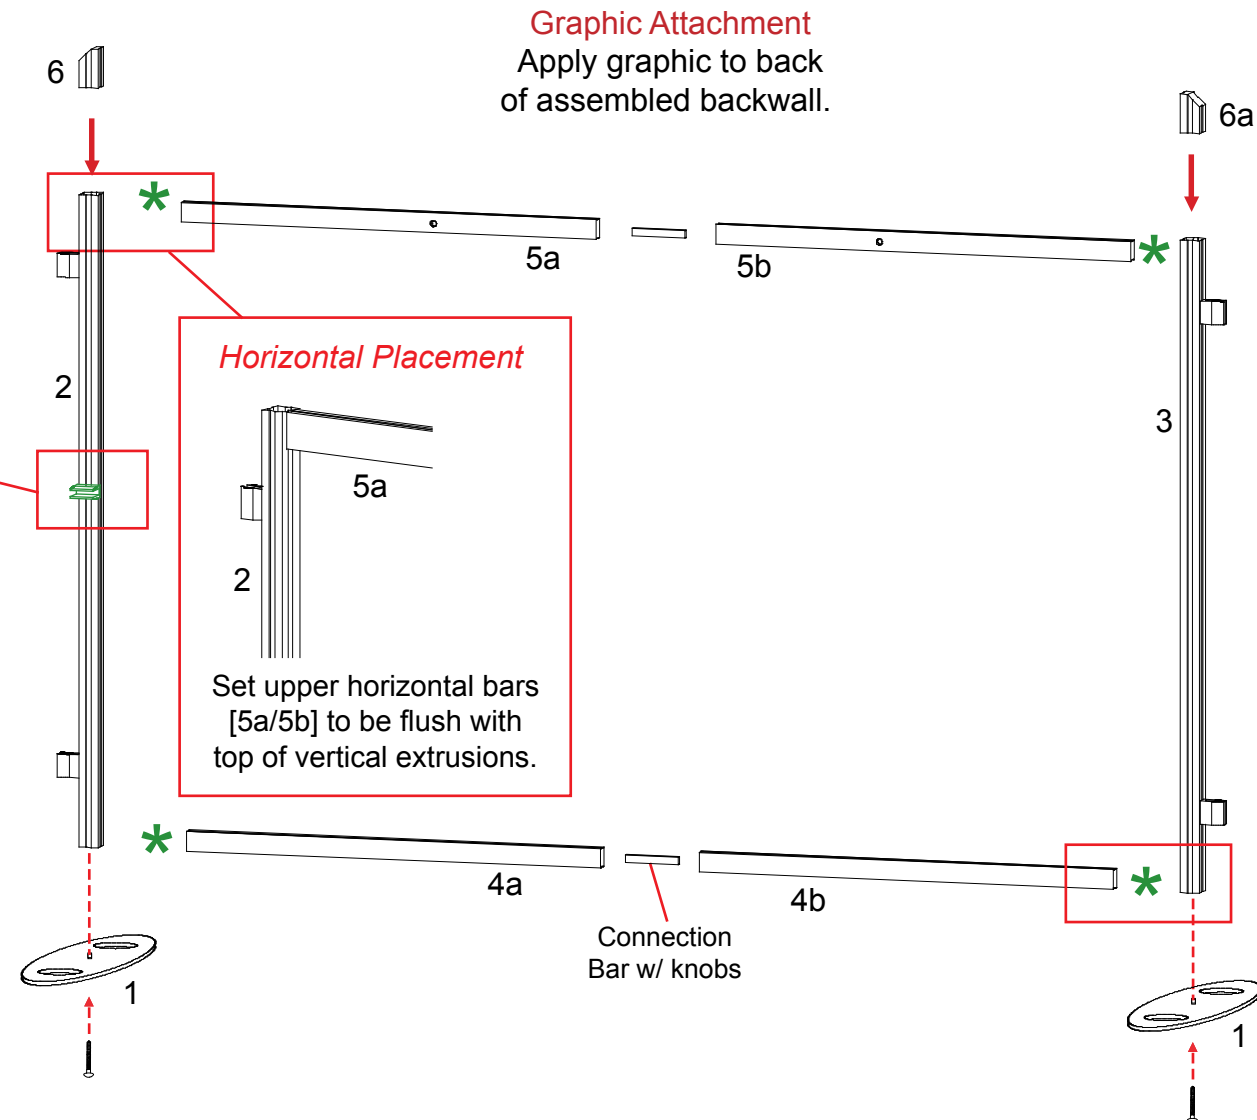 Graphic Attachment
Apply graphic to back
of assembled backwall.
6
6a
*
5a
5b
*
Horizontal Placement
2
3
5a
2
Set upper horizontal bars
[5a/5b] to be flush with
top of vertical extrusions.
*
4a
4b
*
Connection
Bar w/ knobs
1
1